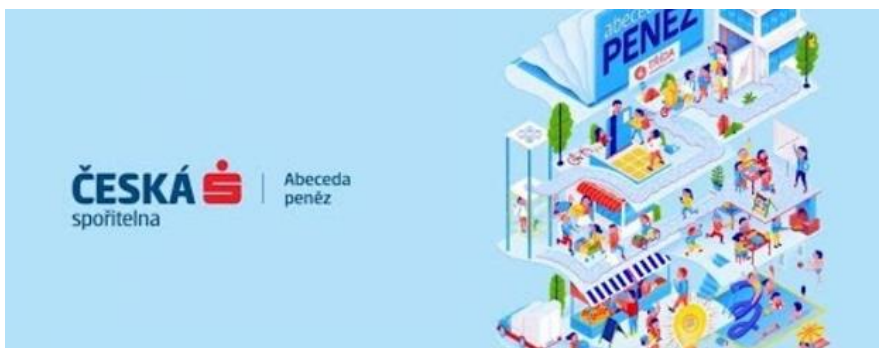 abeceda
PENĚZ
TŘÍDA
ČESKÁ
spořitelna
Abeceda
peněz